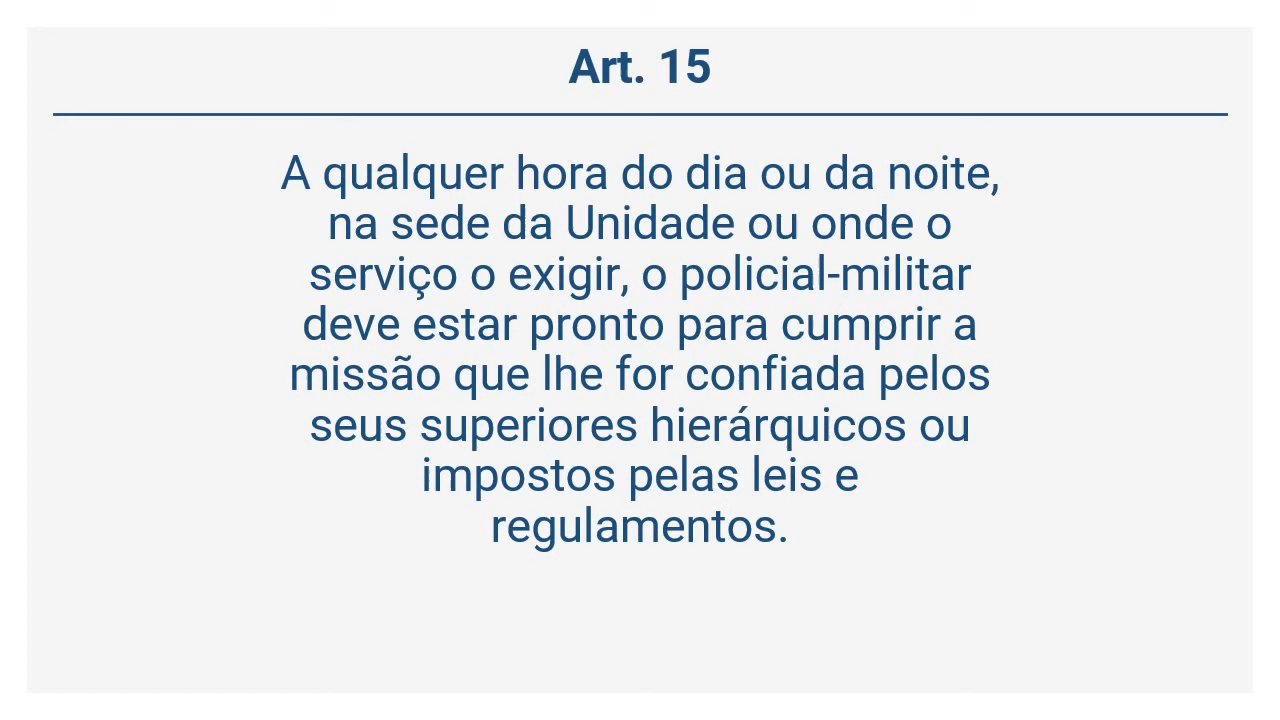 Art. 15
A qualquer hora do dia ou da noite,
na sede da Unidade ou onde o
serviço o exigir, o policial-militar
deve estar pronto para cumprir a
missão que lhe for confiada pelos
seus superiores hierárquicos ou
impostos pelas leis e
regulamentos.